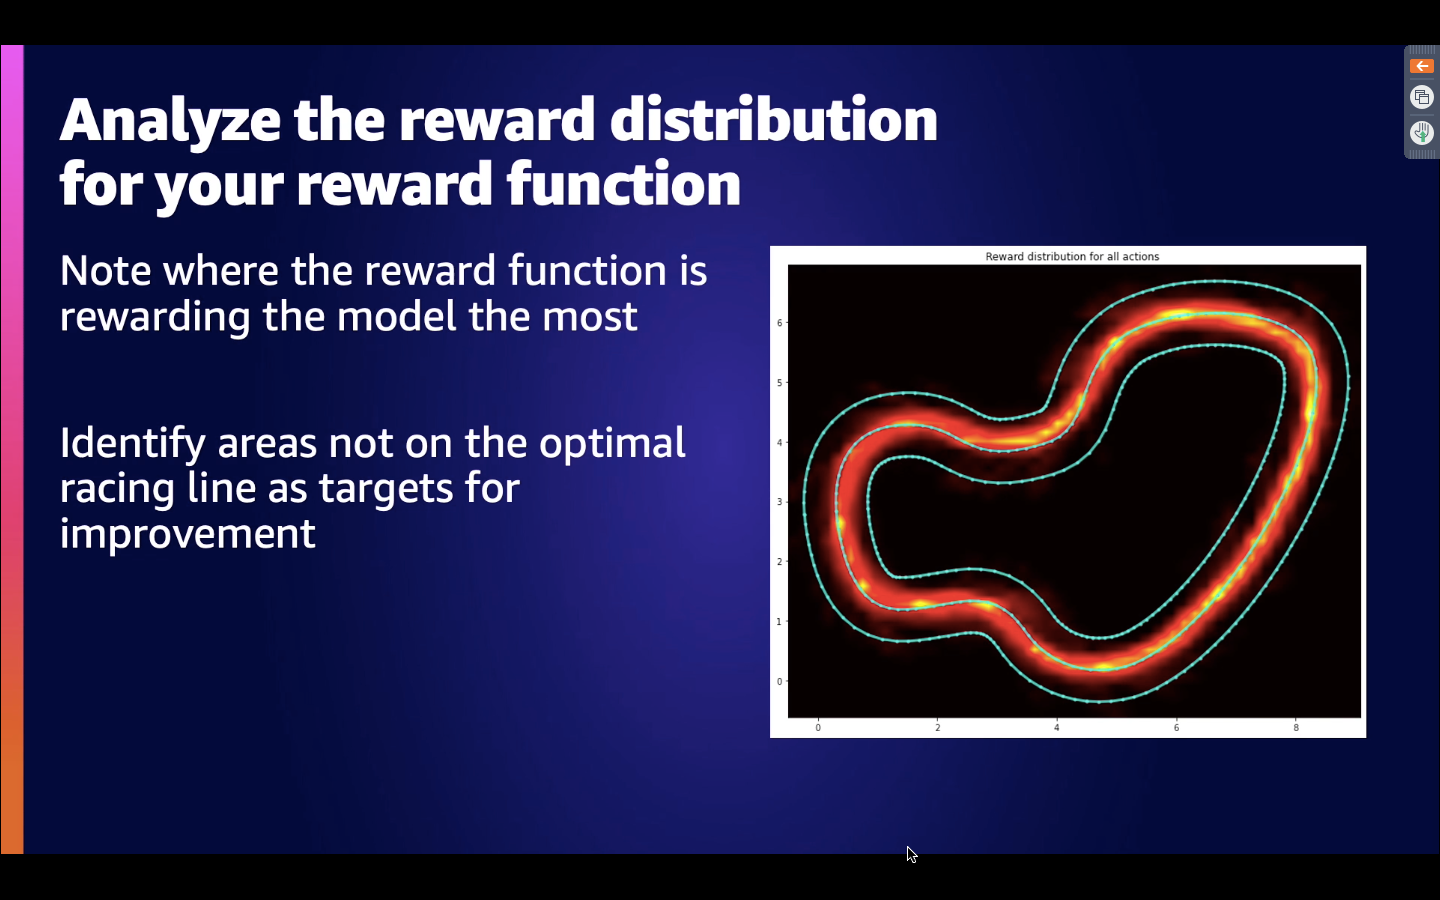 Analyze the reward distribution
for your reward function
Note where the reward function is
rewarding the model the most
Identify areas not on the optimal
racing line as targets for
improvement
Reward distribution for all actions
6
5
4
3
2
1
0
0 2 4 6 8